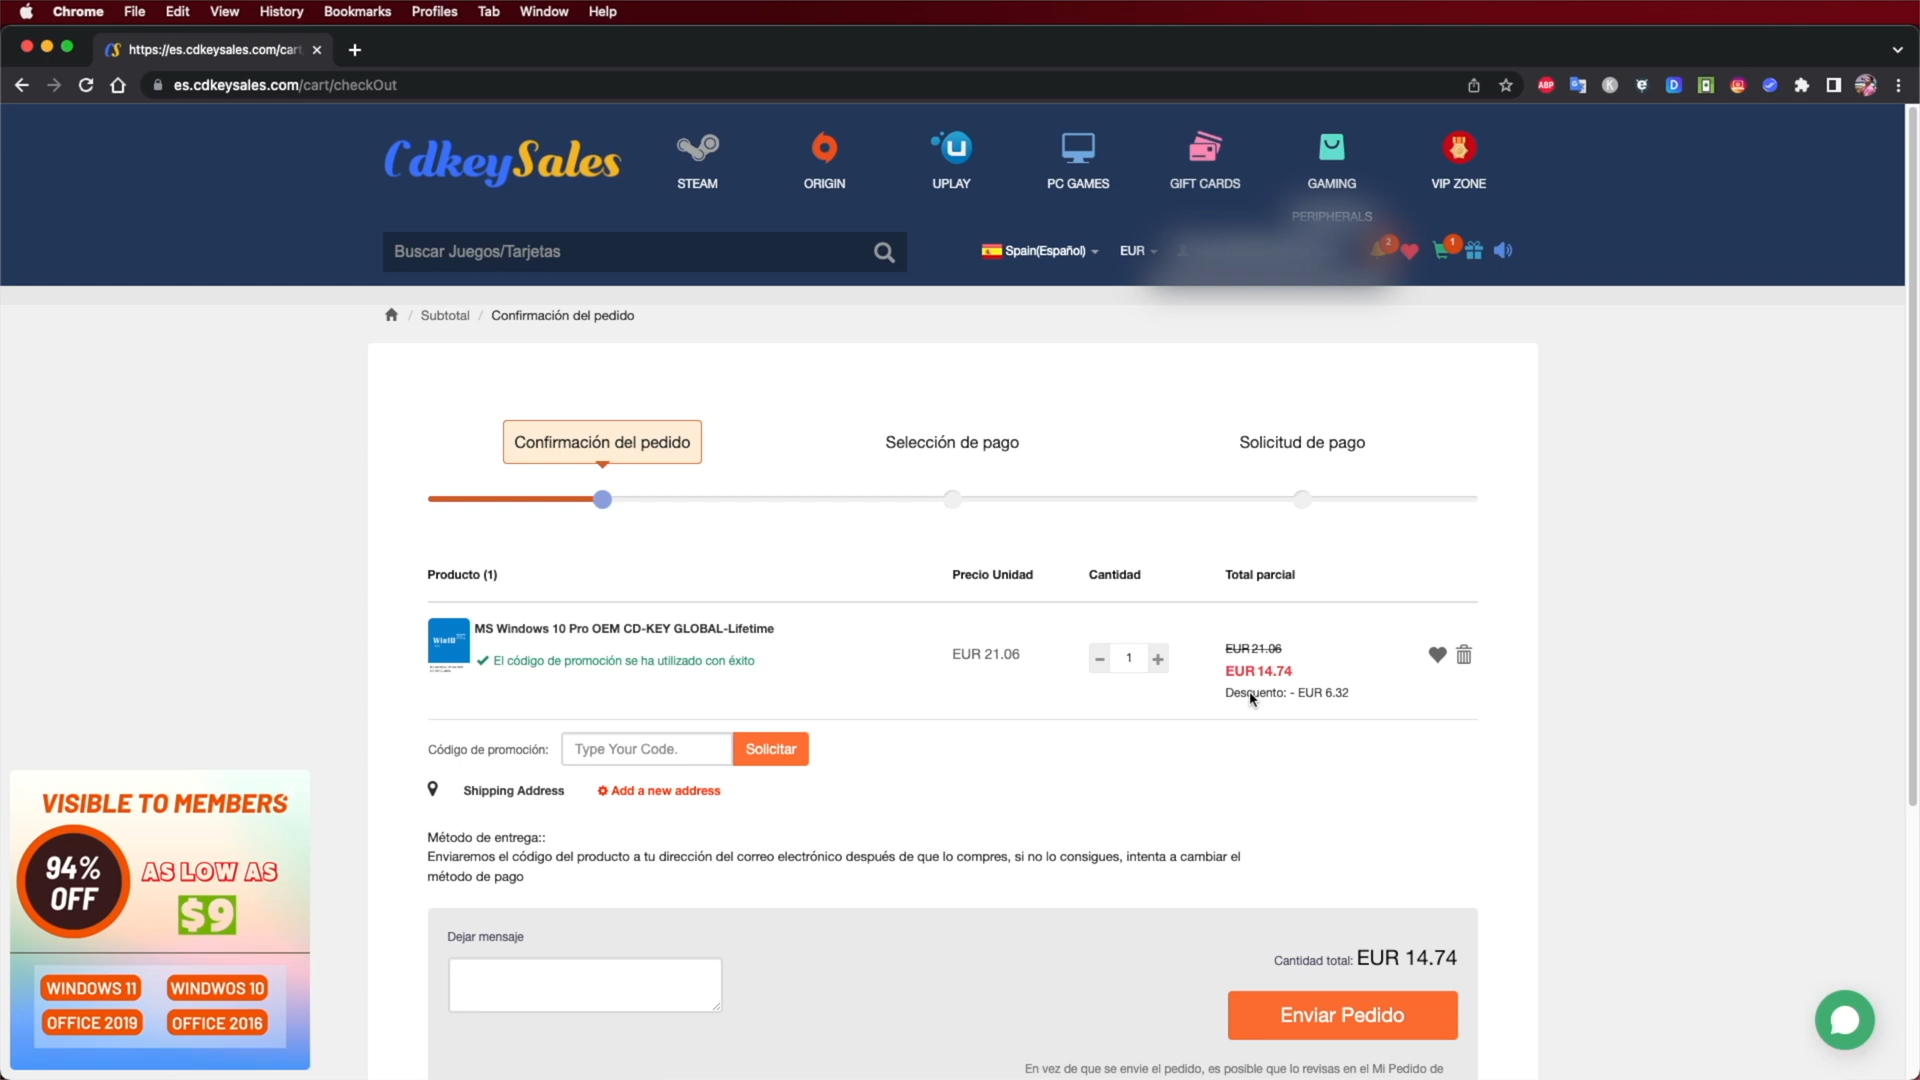 Chrome File Edit View History Bookmarks Profiles Tab Window Help
https://es.cdkeysales.com/cart
es.cdkeysales.com/cart/checkOut
CdkeySales
STEAM ORIGIN UPLAY PC GAMES GIFT CARDS GAMING VIP ZONE
PERIPHERALS
Buscar Juegos/Tarjetas
Spain(Español) EUR 2 1
/ Subtotal / Confirmación del pedido
Confirmación del pedido Selección de pago Solicitud de pago
Producto (1) Precio Unidad Cantidad Total parcial
MS Windows 10 Pro OEM CD-KEY GLOBAL-Lifetime
Win10
El código de promoción se ha utilizado con éxito
EUR 21.06
1
EUR 21.06
EUR 14.74
Descuento: - EUR 6.32
Código de promoción: Type Your Code. Solicitar
Shipping Address Add a new address
Método de entrega::
Enviaremos el código del producto a tu dirección del correo electrónico después de que lo compres, si no lo consigues, intenta a cambiar el
método de pago
Dejar mensaje
Cantidad total: EUR 14.74
Enviar Pedido
En vez de que se envie el pedido, es posible que lo revisas en el Mi Pedido de
VISIBLE TO MEMBERS
94%
OFF
AS LOW AS
$9
WINDOWS 11 WINDWOS 10
OFFICE 2019 OFFICE 2016